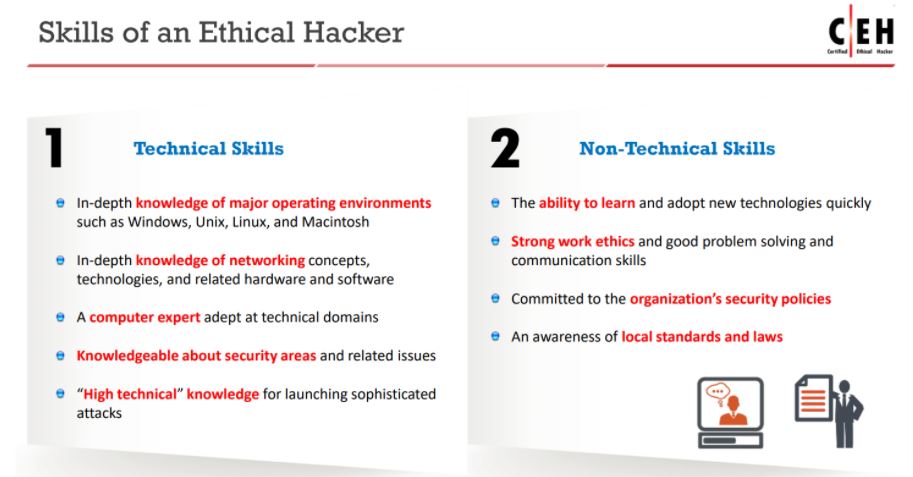 Skills of an Ethical Hacker
C|EH
Certified Ethical Hacker
1
Technical Skills
In-depth knowledge of major operating environments
such as Windows, Unix, Linux, and Macintosh
In-depth knowledge of networking concepts,
technologies, and related hardware and software
A computer expert adept at technical domains
Knowledgeable about security areas and related issues
“High technical” knowledge for launching sophisticated
attacks
2
Non-Technical Skills
The ability to learn and adopt new technologies quickly
Strong work ethics and good problem solving and
communication skills
Committed to the organization’s security policies
An awareness of local standards and laws